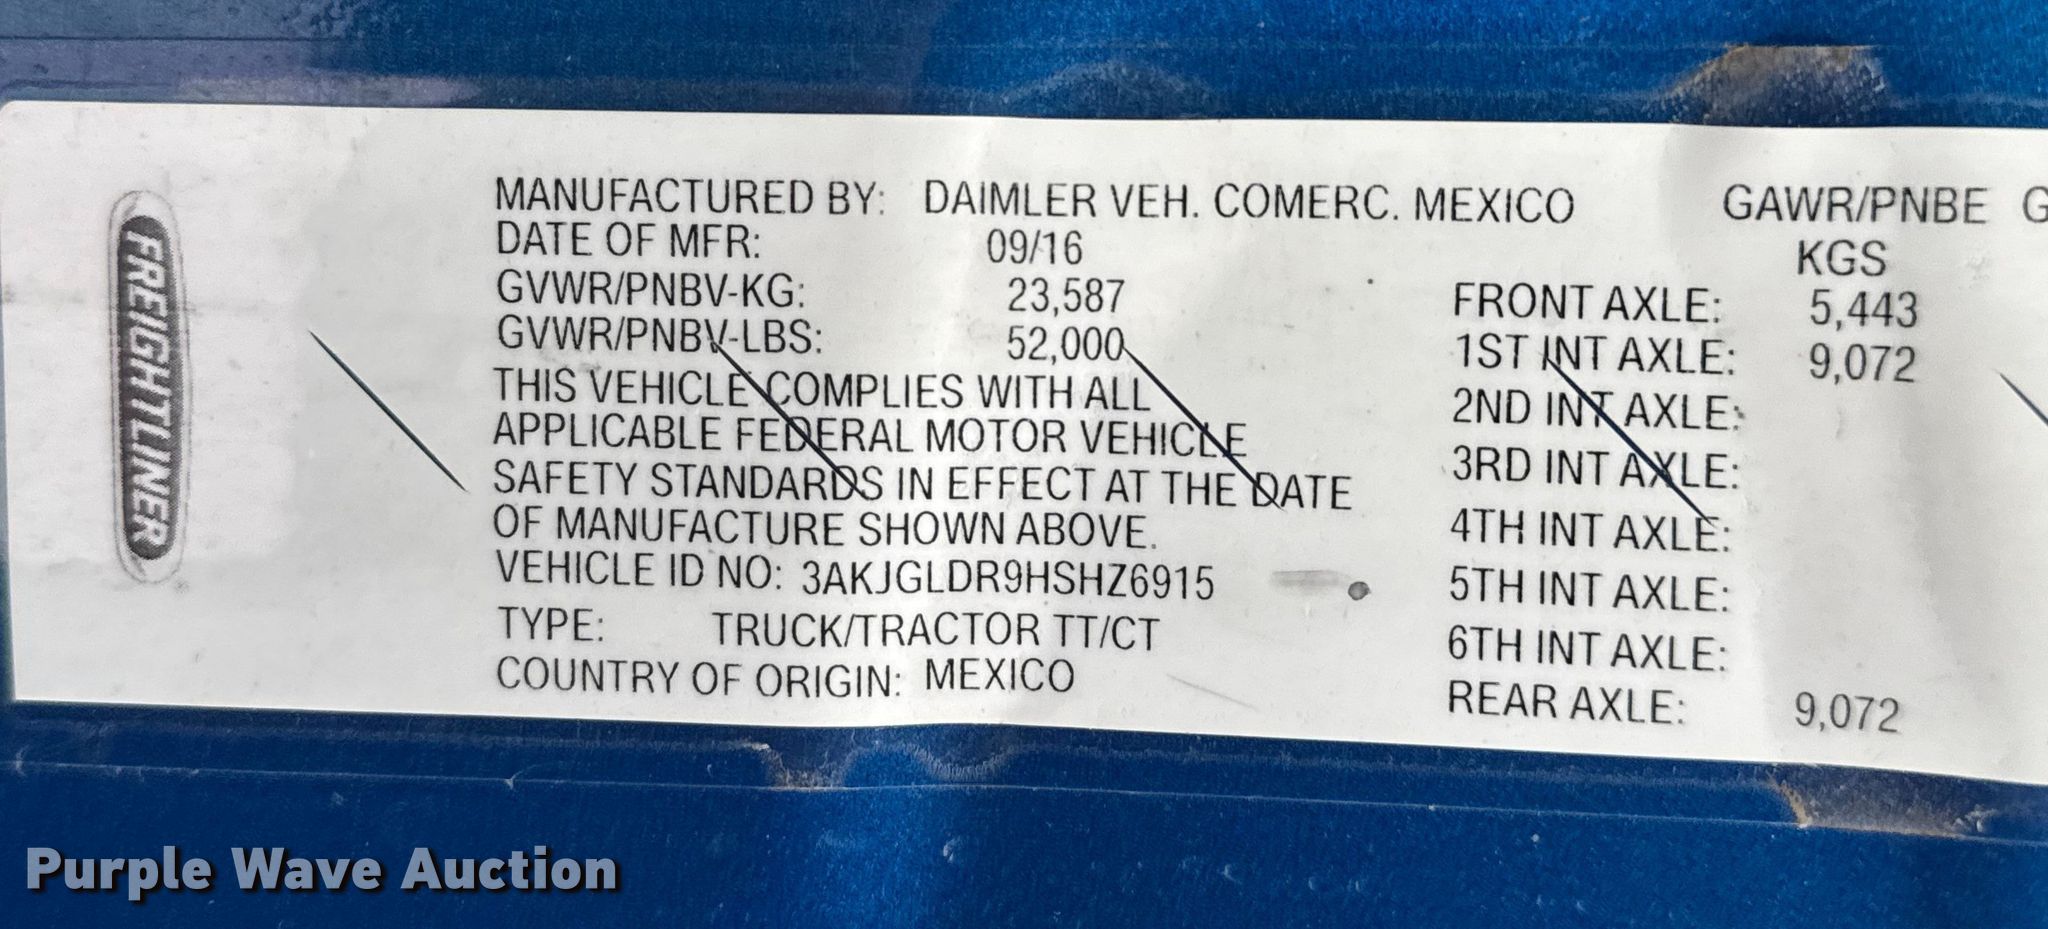 FREIGHTLINER
MANUFACTURED BY: DAIMLER VEH. COMERC. MEXICO
DATE OF MFR: 09/16
GVWR/PNBV-KG: 23,587
GVWR/PNBV-LBS: 52,000
THIS VEHICLE COMPLIES WITH ALL
APPLICABLE FEDERAL MOTOR VEHICLE
SAFETY STANDARDS IN EFFECT AT THE DATE
OF MANUFACTURE SHOWN ABOVE.
VEHICLE ID NO: 3AKJGLDR9HSHZ6915
TYPE: TRUCK/TRACTOR TT/CT
COUNTRY OF ORIGIN: MEXICO
GAWR/PNBE G
KGS
FRONT AXLE: 5,443
1ST INT AXLE: 9,072
2ND INT AXLE:
3RD INT AXLE:
4TH INT AXLE:
5TH INT AXLE:
6TH INT AXLE:
REAR AXLE: 9,072
Purple Wave Auction